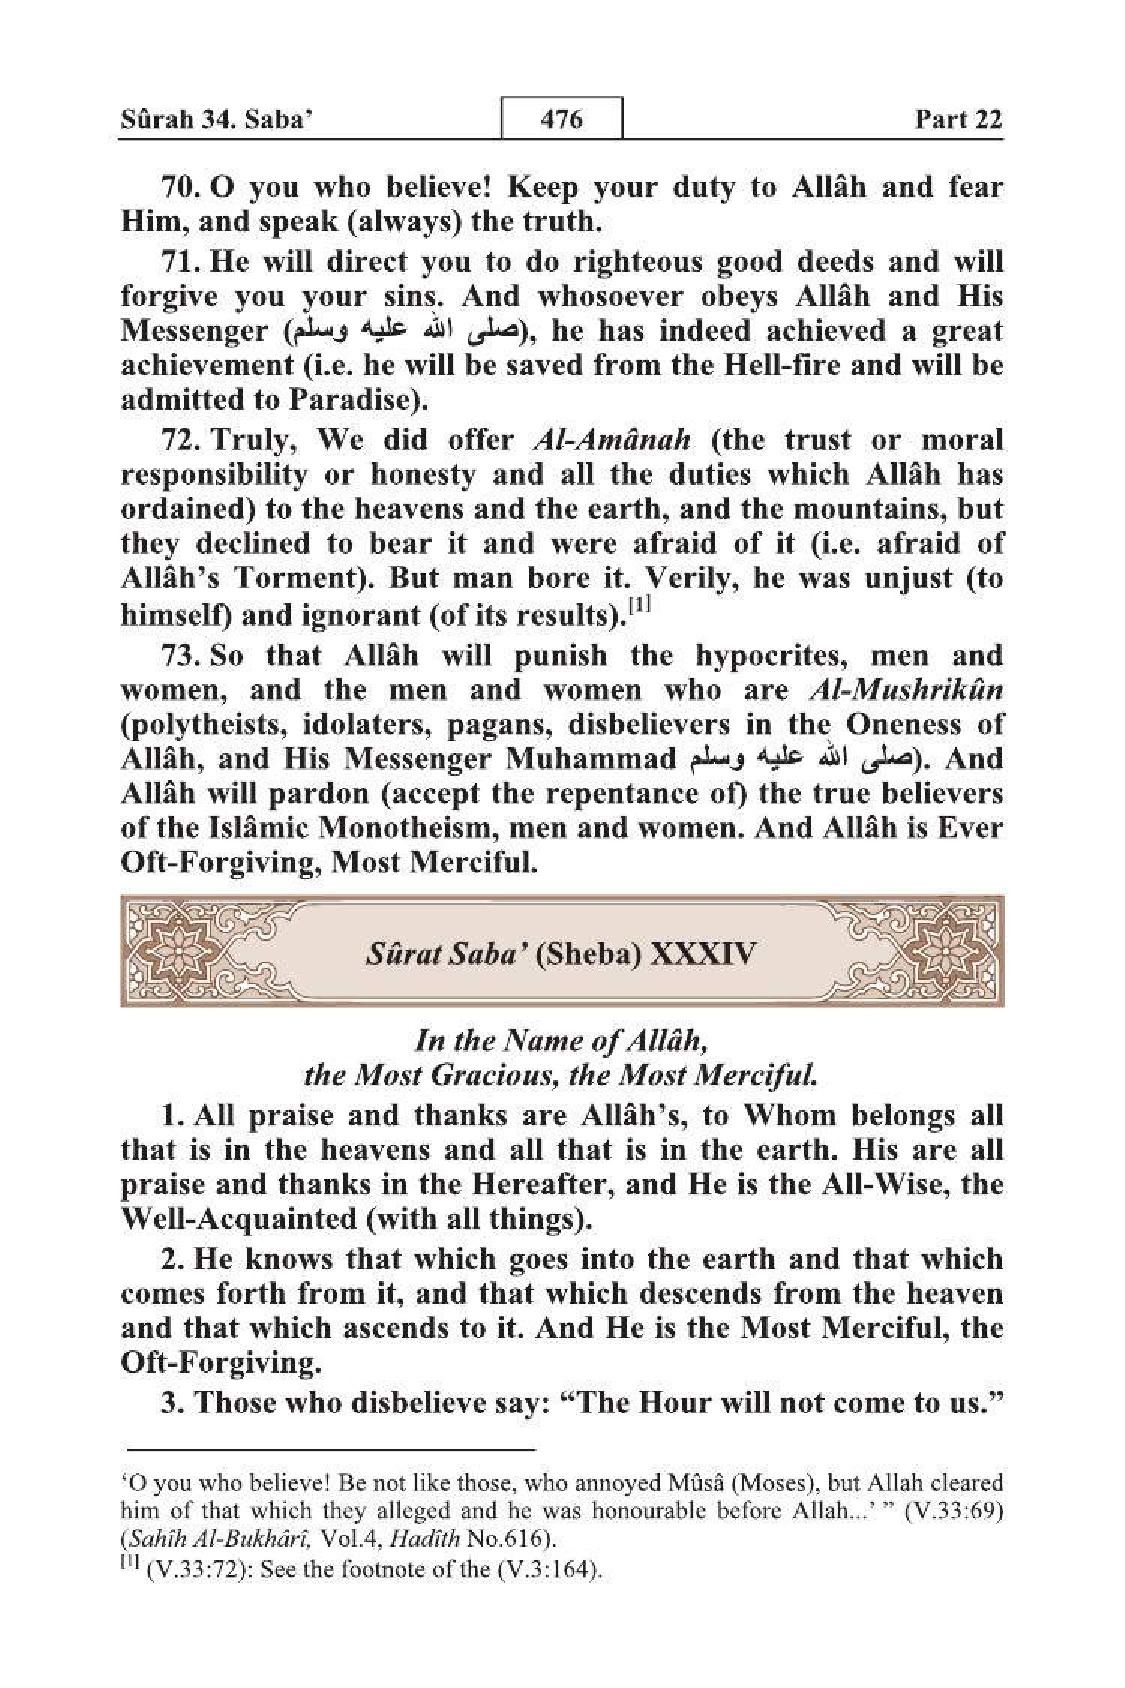 Sûrah 34. Saba’ 476 Part 22
70. O you who believe! Keep your duty to Allâh and fear
Him, and speak (always) the truth.
71. He will direct you to do righteous good deeds and will
forgive you your sins. And whosoever obeys Allâh and His
Messenger (صلى الله عليه وسلم), he has indeed achieved a great
achievement (i.e. he will be saved from the Hell-fire and will be
admitted to Paradise).
72. Truly, We did offer Al-Amânah (the trust or moral
responsibility or honesty and all the duties which Allâh has
ordained) to the heavens and the earth, and the mountains, but
they declined to bear it and were afraid of it (i.e. afraid of
Allâh’s Torment). But man bore it. Verily, he was unjust (to
himself) and ignorant (of its results).[1]
73. So that Allâh will punish the hypocrites, men and
women, and the men and women who are Al-Mushrikûn
(polytheists, idolaters, pagans, disbelievers in the Oneness of
Allâh, and His Messenger Muhammad صلى الله عليه وسلم). And
Allâh will pardon (accept the repentance of) the true believers
of the Islâmic Monotheism, men and women. And Allâh is Ever
Oft-Forgiving, Most Merciful.
Sûrat Saba’ (Sheba) XXXIV
In the Name of Allâh,
the Most Gracious, the Most Merciful.
1. All praise and thanks are Allâh’s, to Whom belongs all
that is in the heavens and all that is in the earth. His are all
praise and thanks in the Hereafter, and He is the All-Wise, the
Well-Acquainted (with all things).
2. He knows that which goes into the earth and that which
comes forth from it, and that which descends from the heaven
and that which ascends to it. And He is the Most Merciful, the
Oft-Forgiving.
3. Those who disbelieve say: “The Hour will not come to us.”
‘O you who believe! Be not like those, who annoyed Mûsâ (Moses), but Allah cleared
him of that which they alleged and he was honourable before Allah...’ ” (V.33:69)
(Sahîh Al-Bukhârî, Vol.4, Hadîth No.616).
[1] (V.33:72): See the footnote of the (V.3:164).